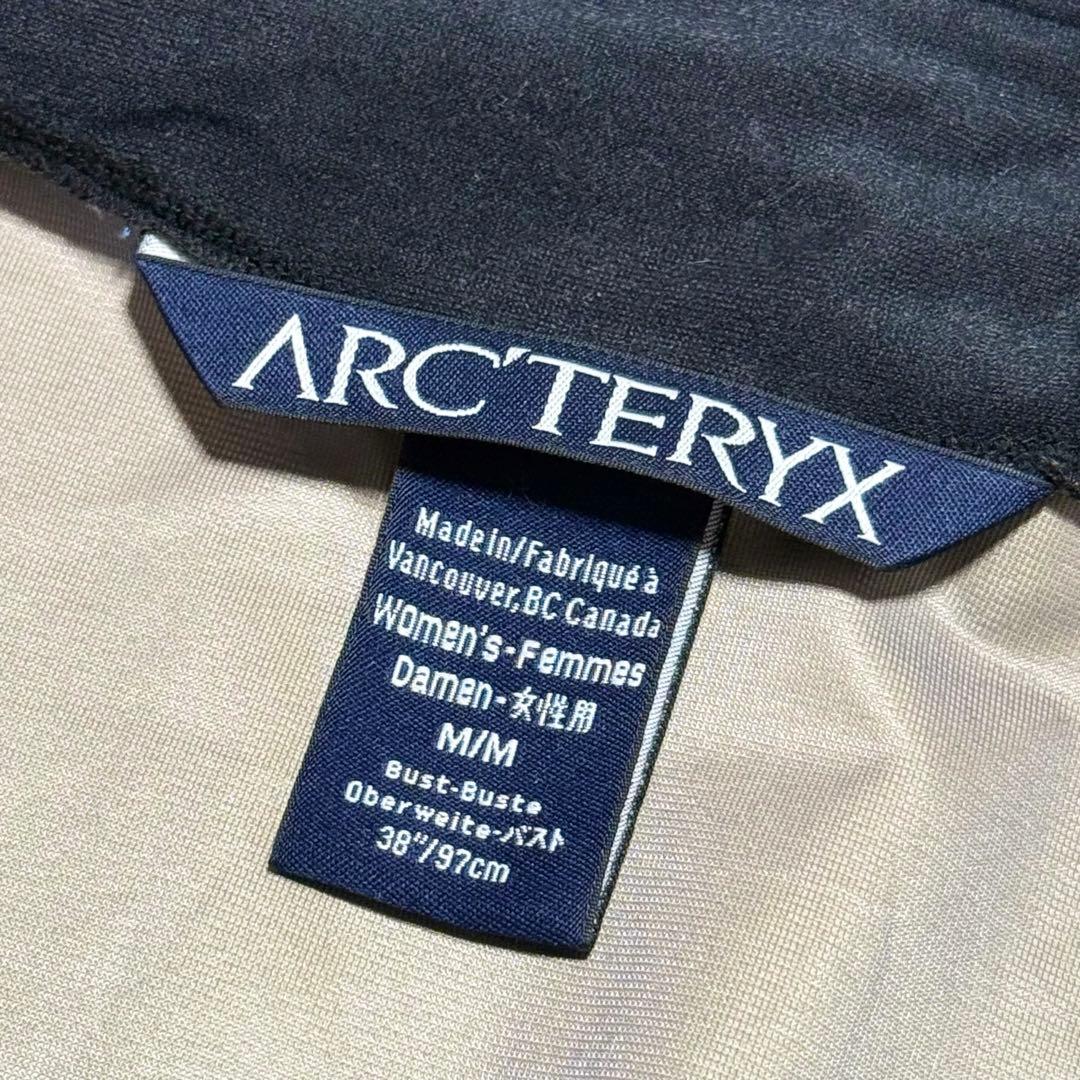 ARC'TERYX
Made in/Fabriqué à
Vancouver, BC Canada
Women's-Femmes
Damen-女性用
M/M
Bust-Buste
Oberweite-バスト
38"/97cm